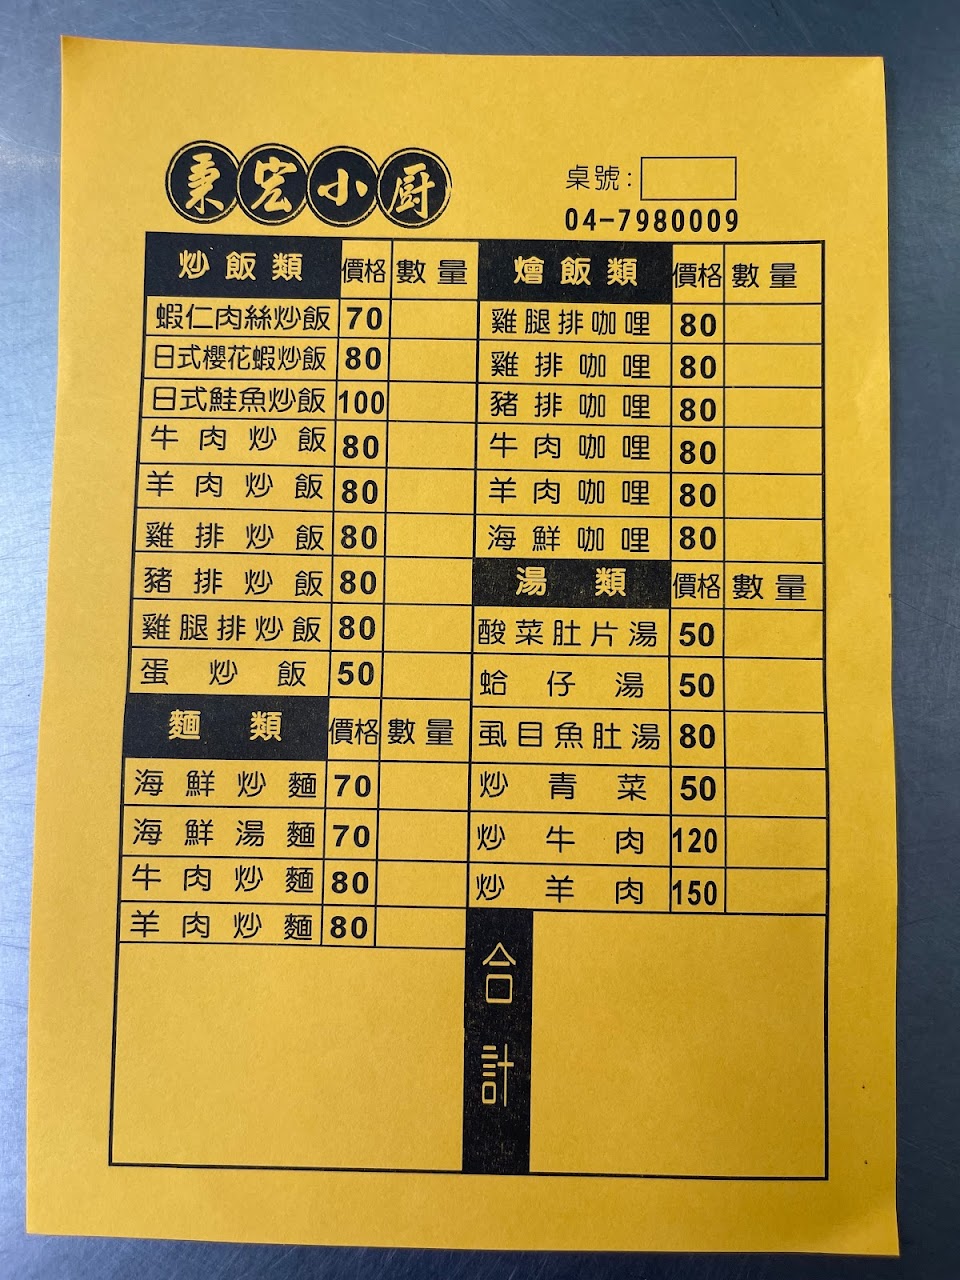 秉宏小廚
桌號:
04-7980009
炒飯類 價格 數量
蝦仁肉絲炒飯 70
日式櫻花蝦炒飯 80
日式鮭魚炒飯 100
牛肉炒飯 80
羊肉炒飯 80
雞排炒飯 80
豬排炒飯 80
雞腿排炒飯 80
蛋炒飯 50
麵類 價格 數量
海鮮炒麵 70
海鮮湯麵 70
牛肉炒麵 80
羊肉炒麵 80
燴飯類 價格 數量
雞腿排咖哩 80
雞排咖哩 80
豬排咖哩 80
牛肉咖哩 80
羊肉咖哩 80
海鮮咖哩 80
湯類 價格 數量
酸菜肚片湯 50
蛤仔湯 50
虱目魚肚湯 80
炒青菜 50
炒牛肉 120
炒羊肉 150
合計